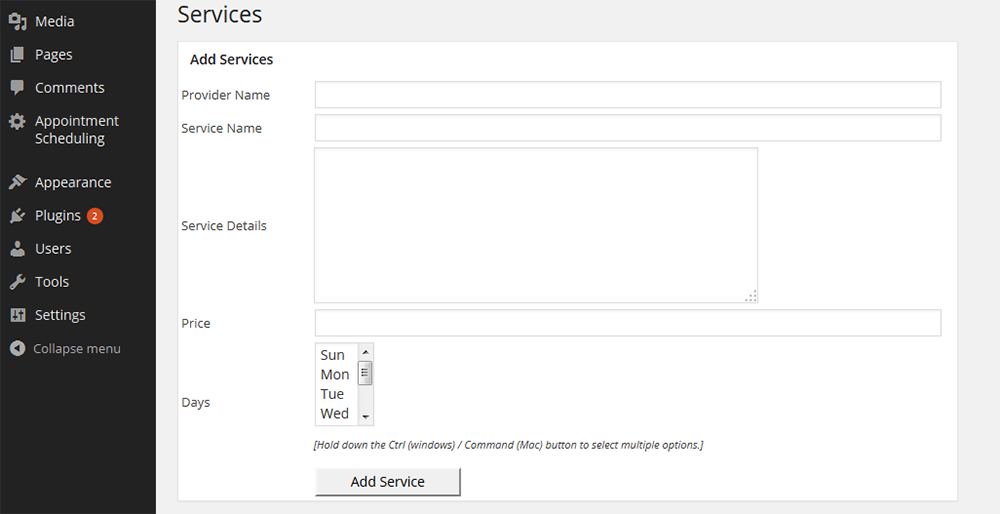 Media
Pages
Comments
Appointment
Scheduling
Appearance
Plugins 2
Users
Tools
Settings
Collapse menu
Services
Add Services
Provider Name
Service Name
Service Details
Price
Days
Sun
Mon
Tue
Wed
[Hold down the Ctrl (windows) / Command (Mac) button to select multiple options.]
Add Service